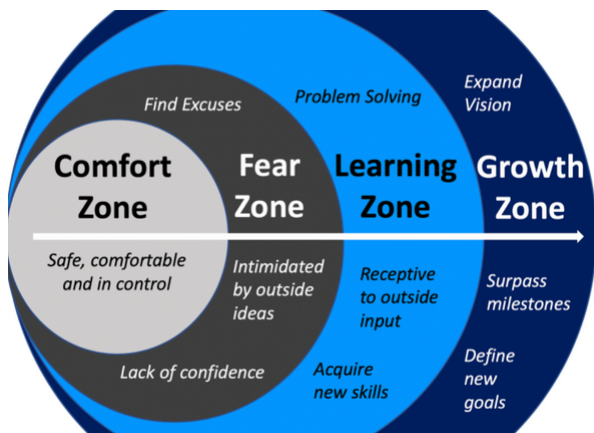 Expand
Vision
Problem Solving
Find Excuses
Comfort
Zone
Fear
Zone
Learning
Zone
Growth
Zone
Safe, comfortable
and in control
Intimidated
by outside
ideas
Receptive
to outside
input
Surpass
milestones
Lack of confidence
Acquire
new skills
Define
new
goals